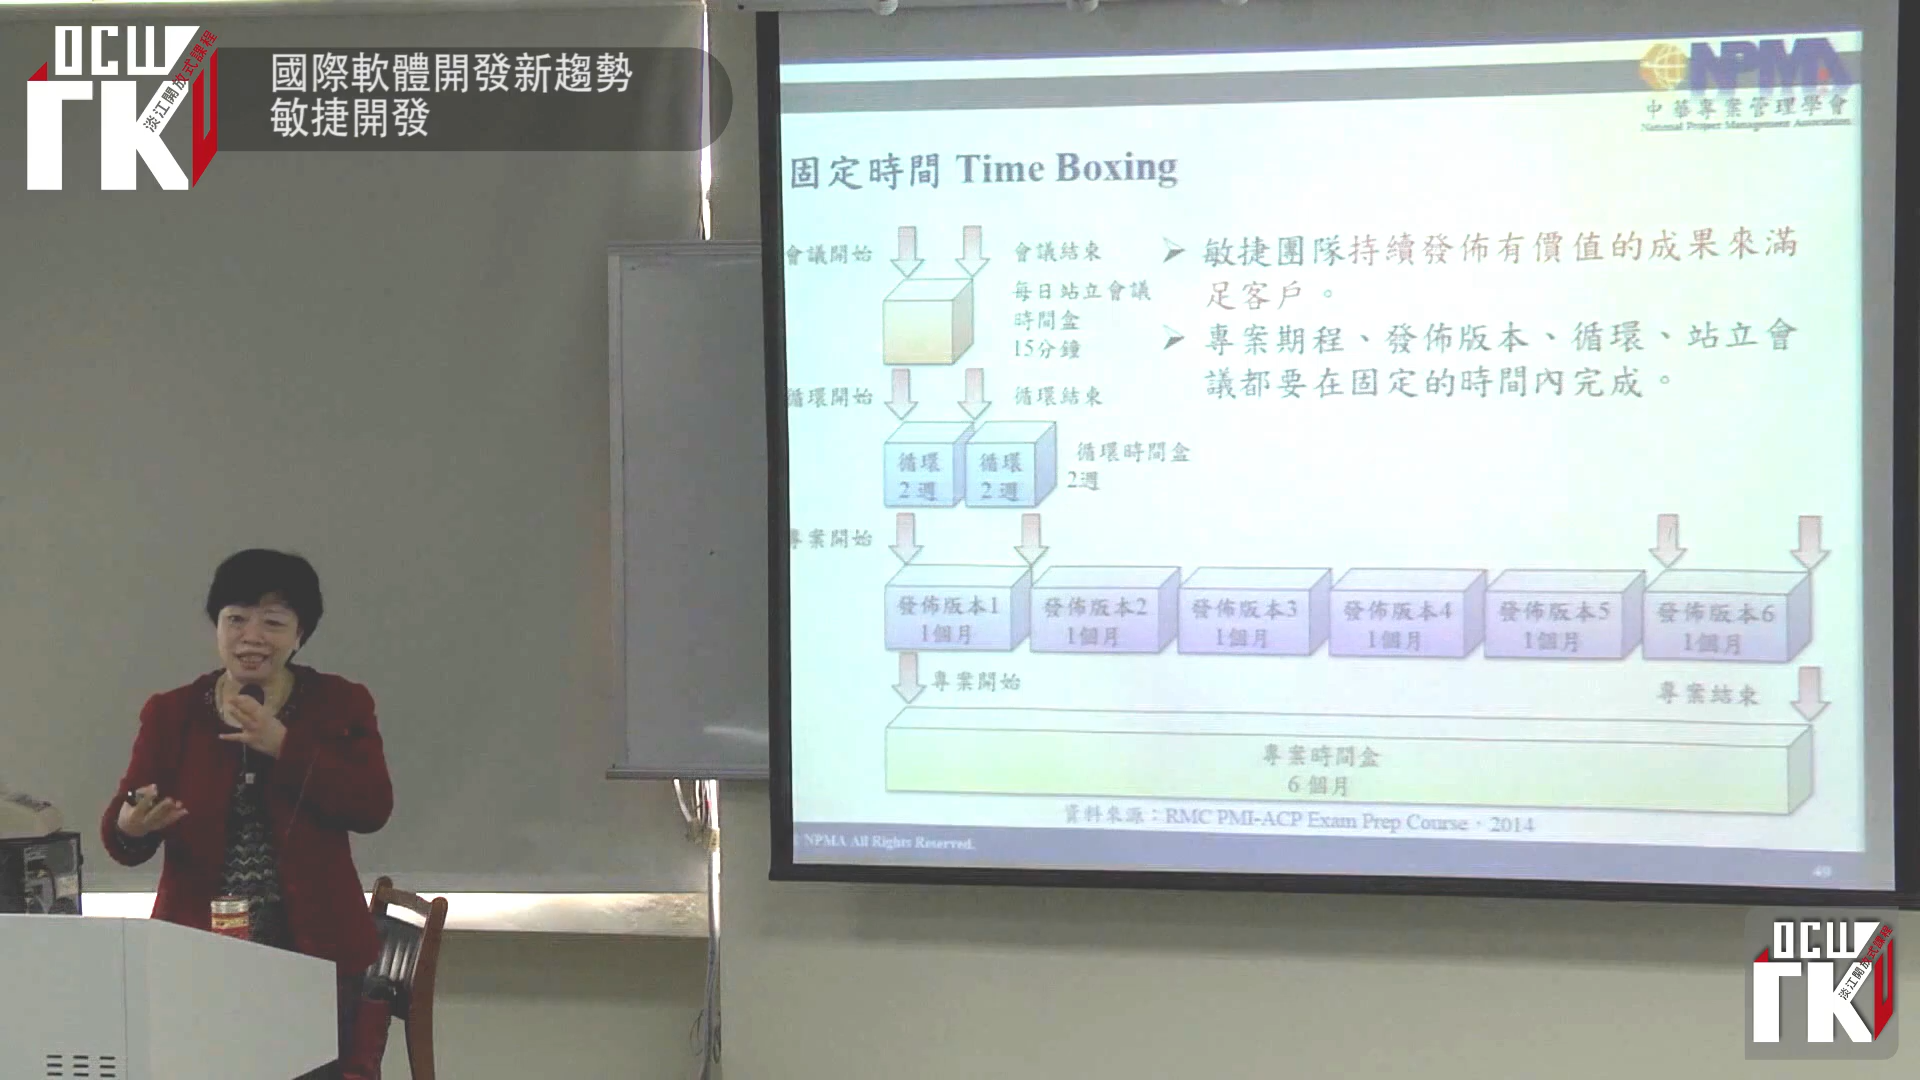 OCW
TKU
淡江開放式課程
國際軟體開發新趨勢
敏捷開發
NPMA
中華專案管理學會
National Project Management Association
固定時間 Time Boxing
會議開始
會議結束
每日站立會議
時間盒
15分鐘
➢ 敏捷團隊持續發佈有價值的成果來滿
足客戶。
➢ 專案期程、發佈版本、循環、站立會
議都要在固定的時間內完成。
循環開始
循環結束
循環
2 週
循環
2 週
循環時間盒
2週
專案開始
發佈版本1
1個月
發佈版本2
1個月
發佈版本3
1個月
發佈版本4
1個月
發佈版本5
1個月
發佈版本6
1個月
專案開始
專案結束
專案時間盒
6 個月
資料來源：RMC PMI-ACP Exam Prep Course，2014
NPMA All Rights Reserved.
49
OCW
TKU
淡江開放式課程